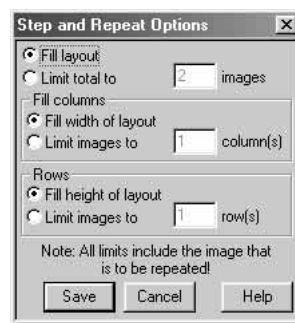 Step and Repeat Options
Fill layout
Limit total to 2 images
Fill columns
Fill width of layout
Limit images to 1 column(s)
Rows
Fill height of layout
Limit images to 1 row(s)
Note: All limits include the image that
is to be repeated!
Save Cancel Help